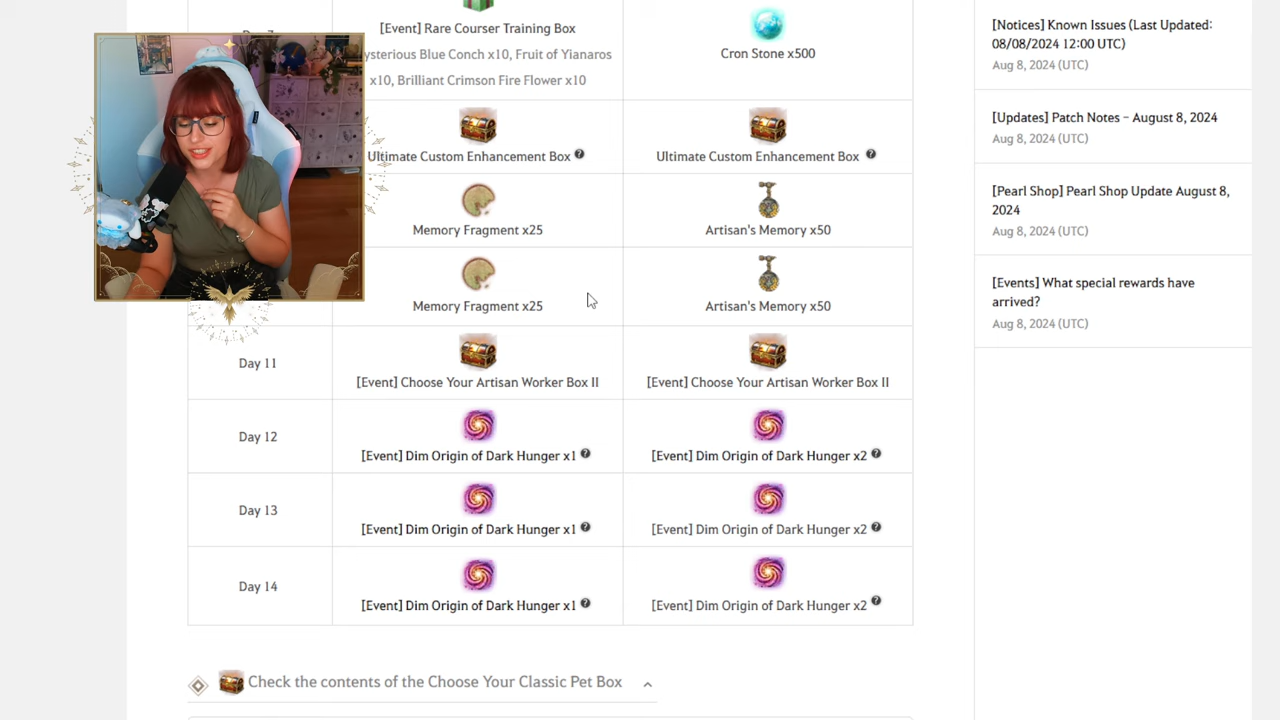 [Event] Rare Courser Training Box
ysterious Blue Conch x10, Fruit of Yianaros
x10, Brilliant Crimson Fire Flower x10
Cron Stone x500
Ultimate Custom Enhancement Box
Ultimate Custom Enhancement Box
Memory Fragment x25
Artisan's Memory x50
Memory Fragment x25
Artisan's Memory x50
Day 11
[Event] Choose Your Artisan Worker Box II
[Event] Choose Your Artisan Worker Box II
Day 12
[Event] Dim Origin of Dark Hunger x1
[Event] Dim Origin of Dark Hunger x2
Day 13
[Event] Dim Origin of Dark Hunger x1
[Event] Dim Origin of Dark Hunger x2
Day 14
[Event] Dim Origin of Dark Hunger x1
[Event] Dim Origin of Dark Hunger x2
Check the contents of the Choose Your Classic Pet Box
[Notices] Known Issues (Last Updated:
08/08/2024 12:00 UTC)
Aug 8, 2024 (UTC)
[Updates] Patch Notes – August 8, 2024
Aug 8, 2024 (UTC)
[Pearl Shop] Pearl Shop Update August 8,
2024
Aug 8, 2024 (UTC)
[Events] What special rewards have
arrived?
Aug 8, 2024 (UTC)